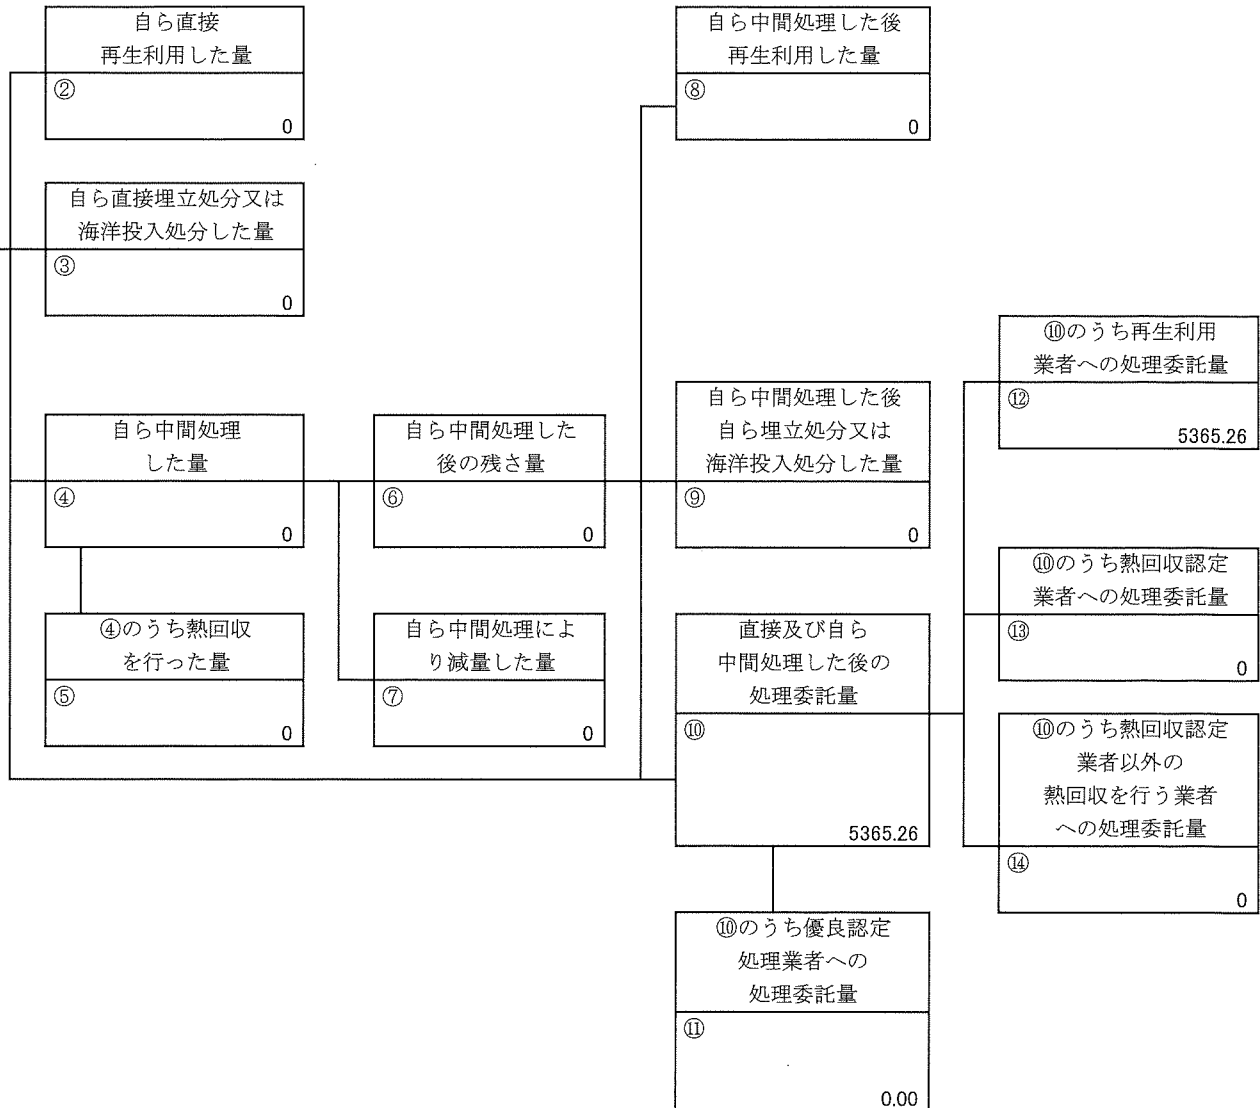 自ら直接
再生利用した量
②
0
自ら中間処理した後
再生利用した量
⑧
0
自ら直接埋立処分又は
海洋投入処分した量
③
0
⑩のうち再生利用
業者への処理委託量
⑫
5365.26
自ら中間処理
した量
④
0
自ら中間処理した
後の残さ量
⑥
0
自ら中間処理した後
自ら埋立処分又は
海洋投入処分した量
⑨
0
⑩のうち熱回収認定
業者への処理委託量
⑬
0
④のうち熱回収
を行った量
⑤
0
自ら中間処理によ
り減量した量
⑦
0
直接及び自ら
中間処理した後の
処理委託量
⑩
5365.26
⑩のうち熱回収認定
業者以外の
熱回収を行う業者
への処理委託量
⑭
0
⑩のうち優良認定
処理業者への
処理委託量
⑪
0.00